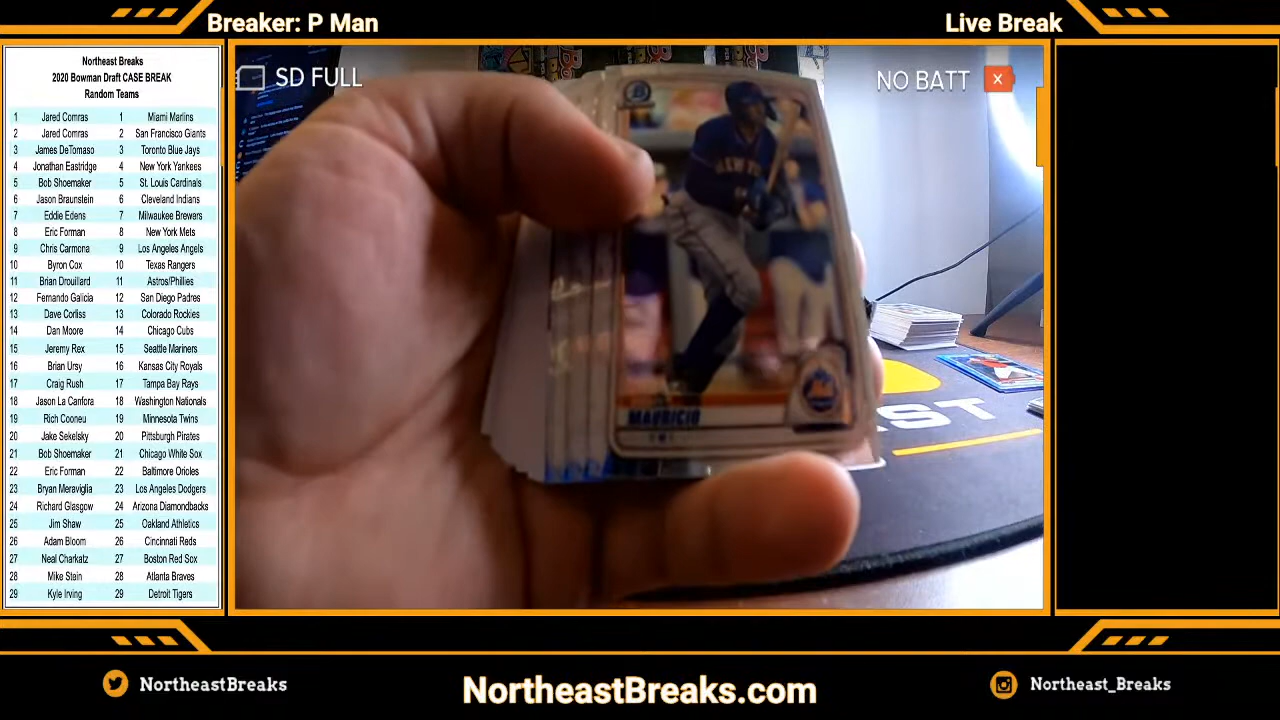 Breaker: P Man
Live Break
Northeast Breaks
2020 Bowman Draft CASE BREAK
Random Teams
1 Jared Comras 1 Miami Marlins
2 Jared Comras 2 San Francisco Giants
3 James DeTomaso 3 Toronto Blue Jays
4 Jonathan Eastridge 4 New York Yankees
5 Bob Shoemaker 5 St. Louis Cardinals
6 Jason Braunstein 6 Cleveland Indians
7 Eddie Edens 7 Milwaukee Brewers
8 Eric Forman 8 New York Mets
9 Chris Carmona 9 Los Angeles Angels
10 Byron Cox 10 Texas Rangers
11 Brian Drouillard 11 Astros/Phillies
12 Fernando Galicia 12 San Diego Padres
13 Dave Corliss 13 Colorado Rockies
14 Dan Moore 14 Chicago Cubs
15 Jeremy Rex 15 Seattle Mariners
16 Brian Ursy 16 Kansas City Royals
17 Craig Rush 17 Tampa Bay Rays
18 Jason La Canfora 18 Washington Nationals
19 Rich Cooneu 19 Minnesota Twins
20 Jake Sekelsky 20 Pittsburgh Pirates
21 Bob Shoemaker 21 Chicago White Sox
22 Eric Forman 22 Baltimore Orioles
23 Bryan Meraviglia 23 Los Angeles Dodgers
24 Richard Glasgow 24 Arizona Diamondbacks
25 Jim Shaw 25 Oakland Athletics
26 Adam Bloom 26 Cincinnati Reds
27 Neal Charkatz 27 Boston Red Sox
28 Mike Stein 28 Atlanta Braves
29 Kyle Irving 29 Detroit Tigers
SD FULL
NO BATT
NEW YO
MAURICIO
ST
NortheastBreaks
NortheastBreaks.com
Northeast_Breaks